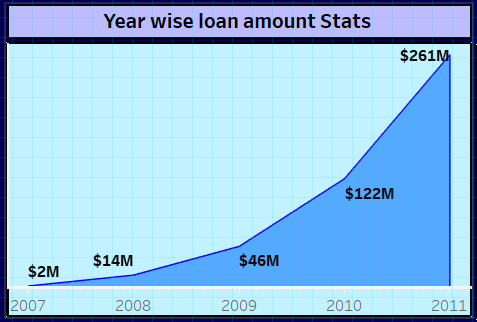 Year wise loan amount Stats
$261M
$122M
$46M
$14M
$2M
2007 2008 2009 2010 2011